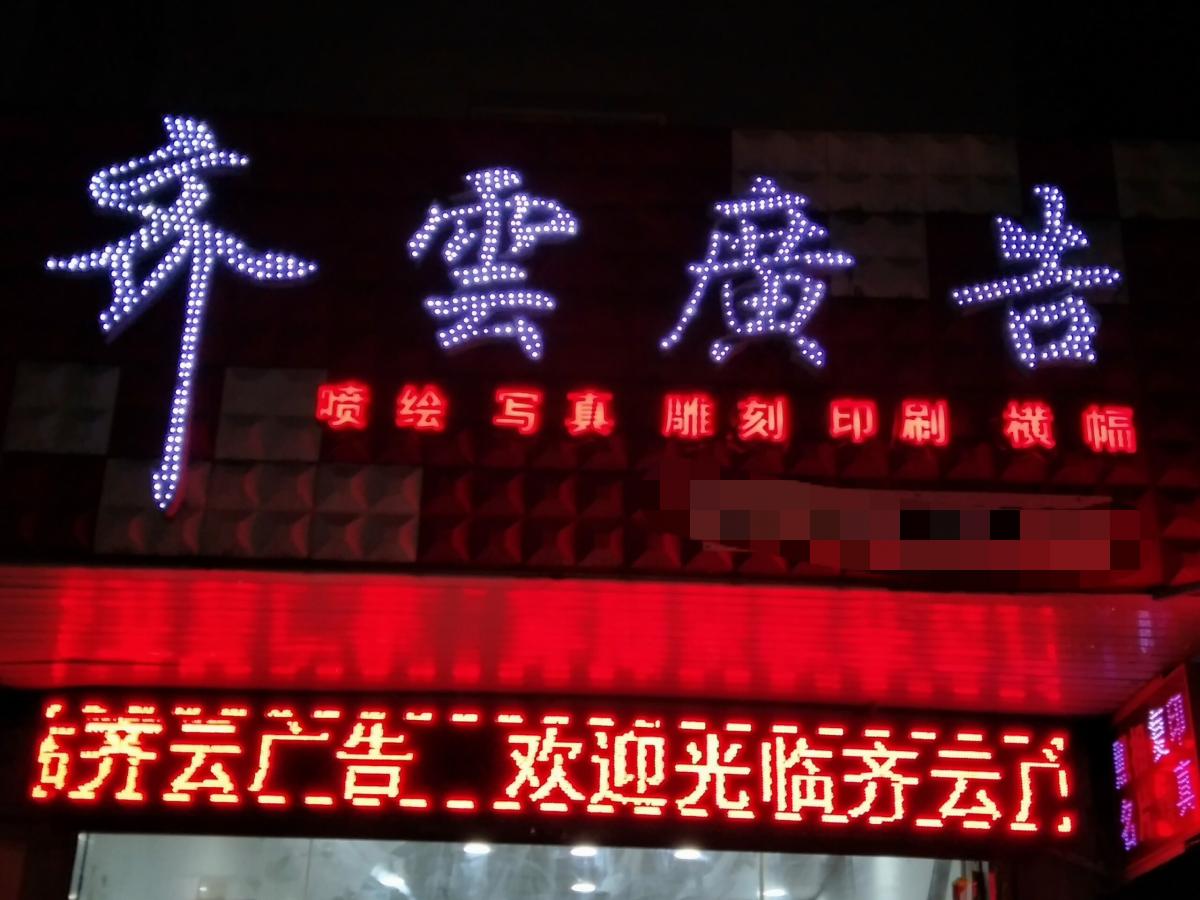 齐雲廣告
喷绘 写真 雕刻 印刷 横幅
齐云广告 欢迎光临齐云广